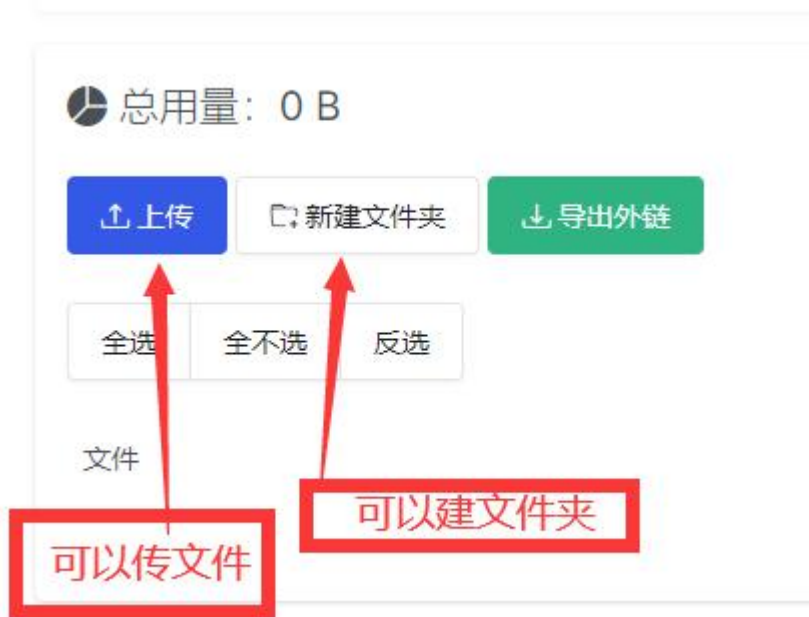 总用量：0 B
上传 新建文件夹 导出外链
全选 全不选 反选
文件
可以建文件夹
可以传文件